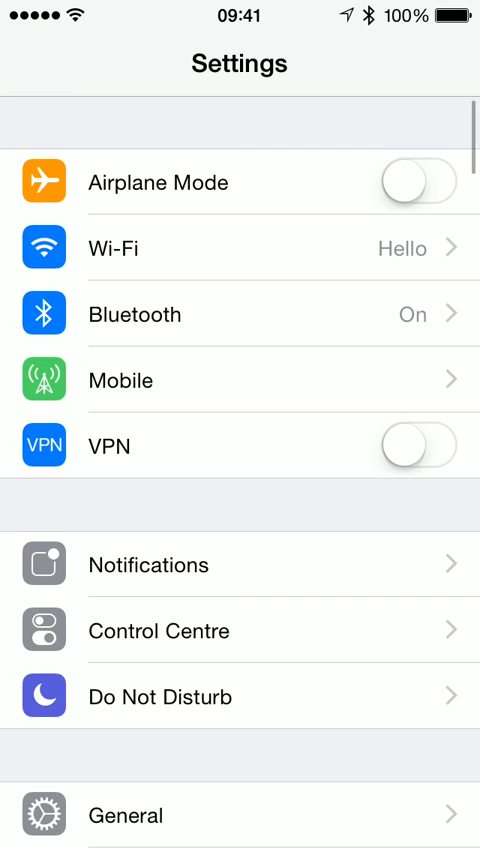 09:41 100%
Settings
Airplane Mode
Wi-Fi Hello
Bluetooth On
Mobile
VPN VPN
Notifications
Control Centre
Do Not Disturb
General